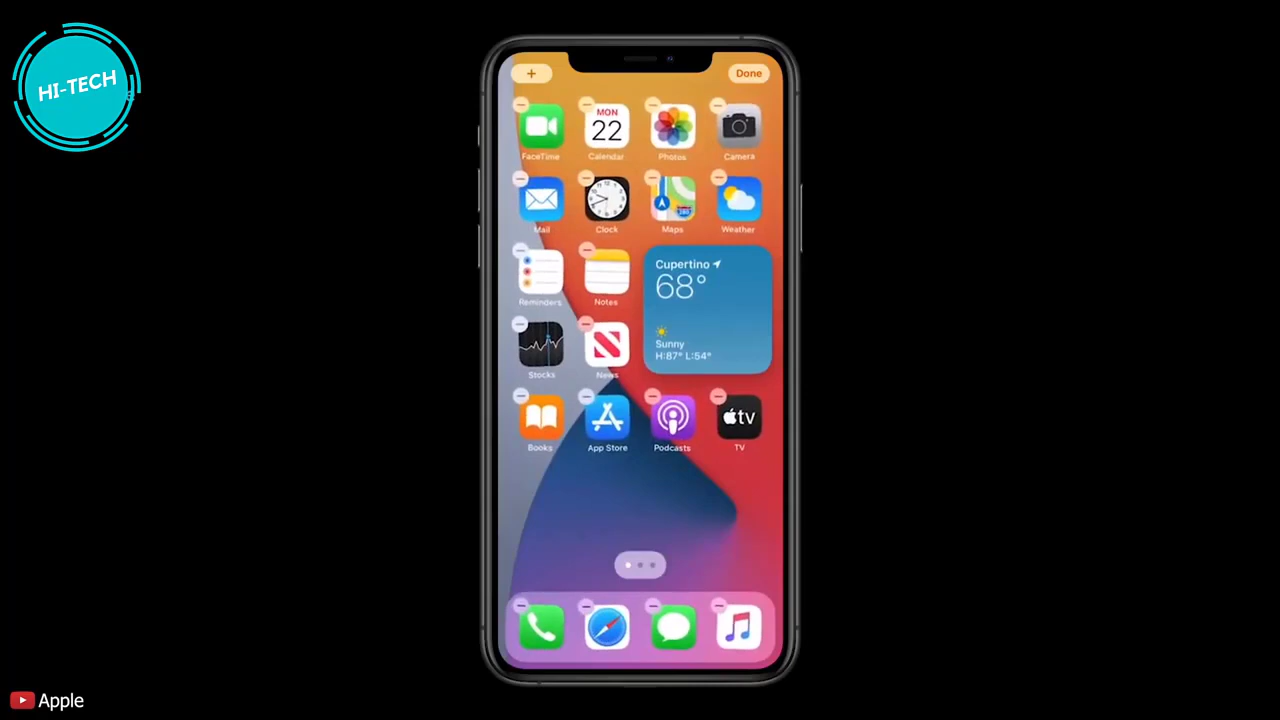 HI-TECH
+
Done
MON
22
FaceTime
Calendar
Photos
Camera
280
Mail
Clock
Maps
Weather
Cupertino
68°
Sunny
H:87° L:54°
Reminders
Notes
Stocks
News
tv
Books
App Store
Podcasts
TV
Apple